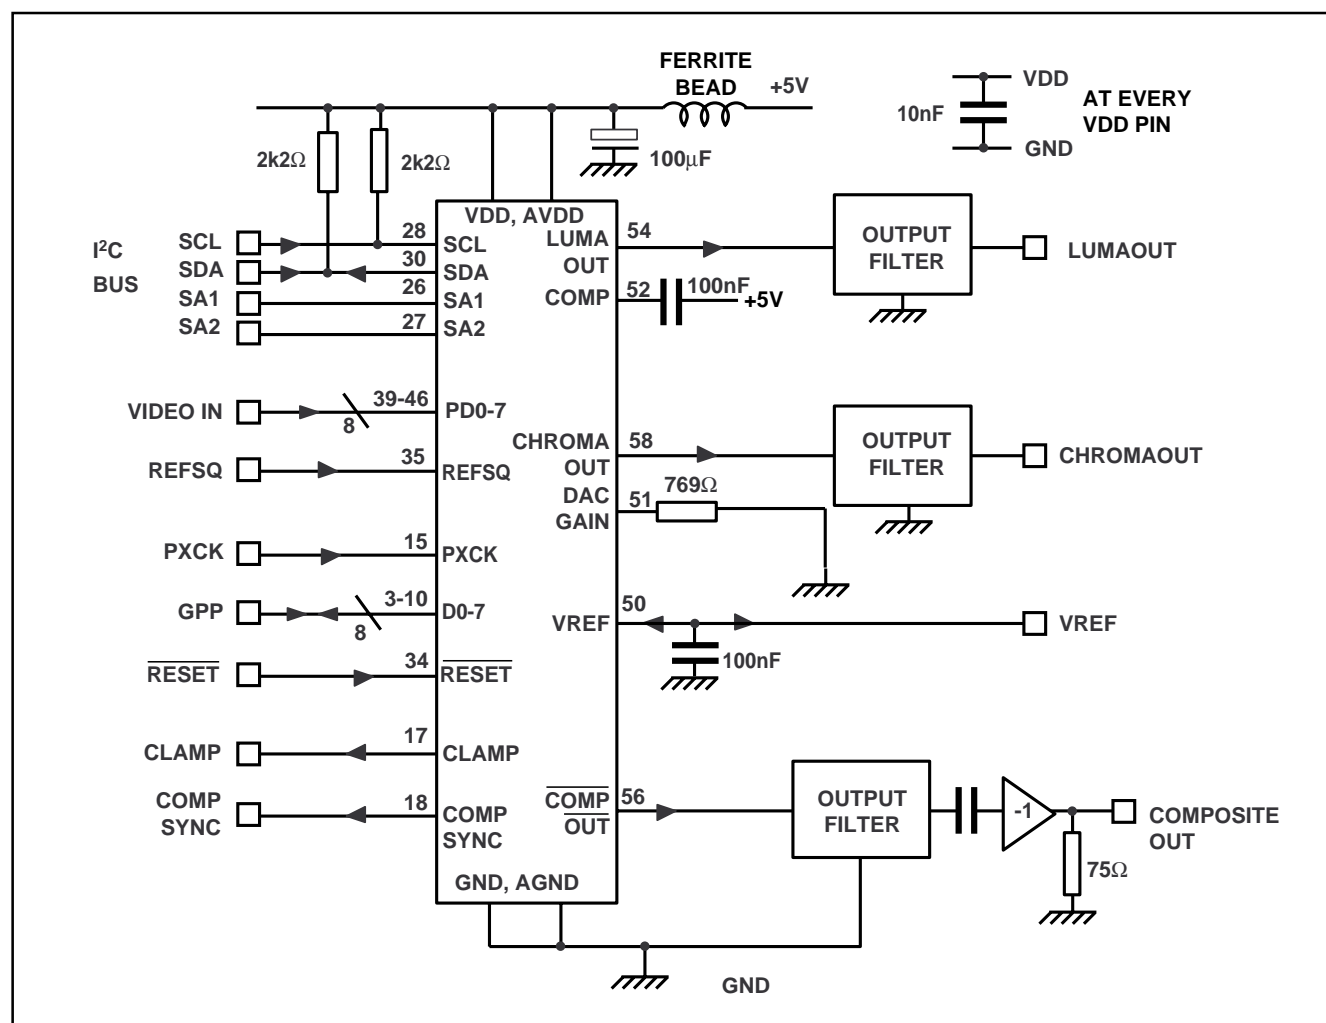 FERRITE
BEAD
+5V
VDD
10nF
AT EVERY
VDD PIN
GND
2k2Ω
2k2Ω
100µF
VDD, AVDD
I²C
BUS
SCL
28
SCL
SDA
30
SDA
SA1
26
SA1
SA2
27
SA2
LUMA
OUT
54
OUTPUT
FILTER
LUMAOUT
COMP
52
100nF
+5V
VIDEO IN
8
39-46
PD0-7
REFSQ
35
REFSQ
CHROMA
OUT
58
OUTPUT
FILTER
CHROMAOUT
DAC
GAIN
51
769Ω
PXCK
15
PXCK
GPP
8
3-10
D0-7
VREF
50
VREF
100nF
RESET
34
RESET
CLAMP
17
CLAMP
COMP
SYNC
18
COMP
SYNC
COMP
OUT
56
OUTPUT
FILTER
-1
COMPOSITE
OUT
75Ω
GND, AGND
GND